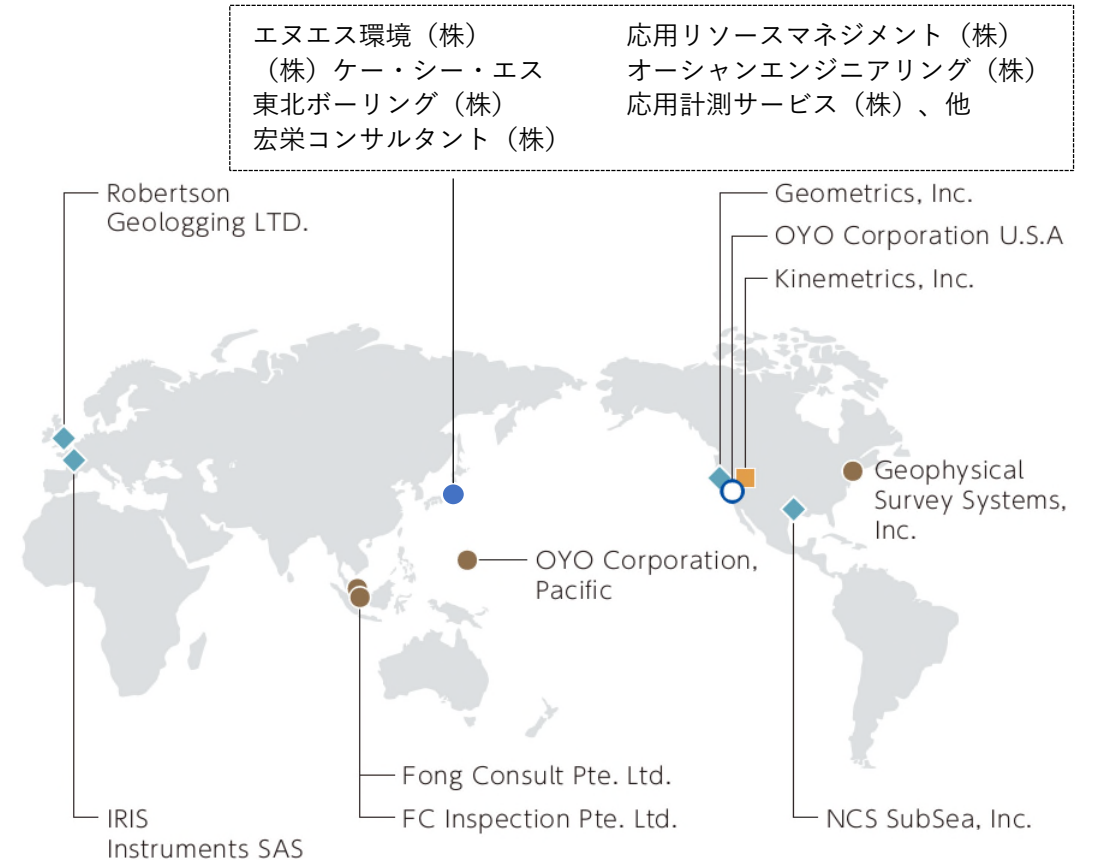 エヌエス環境（株）
（株）ケー・シー・エス
東北ボーリング（株）
宏栄コンサルタント（株）
応用リソースマネジメント（株）
オーシャンエンジニアリング（株）
応用計測サービス（株）、他
Robertson
Geologging LTD.
Geometrics, Inc.
OYO Corporation U.S.A
Kinemetrics, Inc.
Geophysical
Survey Systems,
Inc.
OYO Corporation,
Pacific
Fong Consult Pte. Ltd.
FC Inspection Pte. Ltd.
IRIS
Instruments SAS
NCS SubSea, Inc.